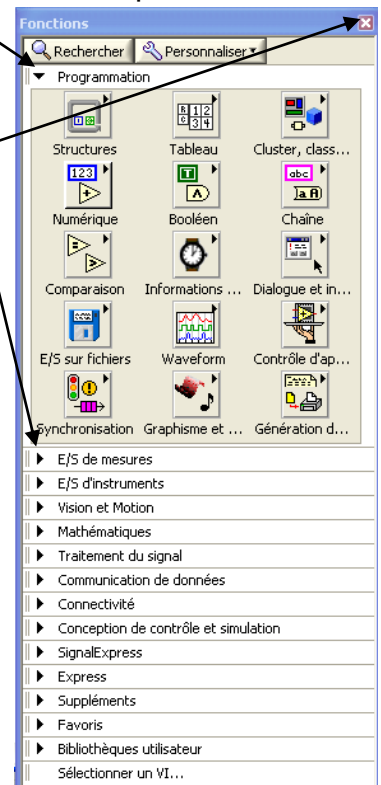 Fonctions
Rechercher Personnaliser
Programmation
Structures Tableau Cluster, class...
Numérique Booléen Chaîne
Comparaison Informations ... Dialogue et in...
E/S sur fichiers Waveform Contrôle d'ap...
Synchronisation Graphisme et ... Génération d...
E/S de mesures
E/S d'instruments
Vision et Motion
Mathématiques
Traitement du signal
Communication de données
Connectivité
Conception de contrôle et simulation
SignalExpress
Express
Suppléments
Favoris
Bibliothèques utilisateur
Sélectionner un VI...